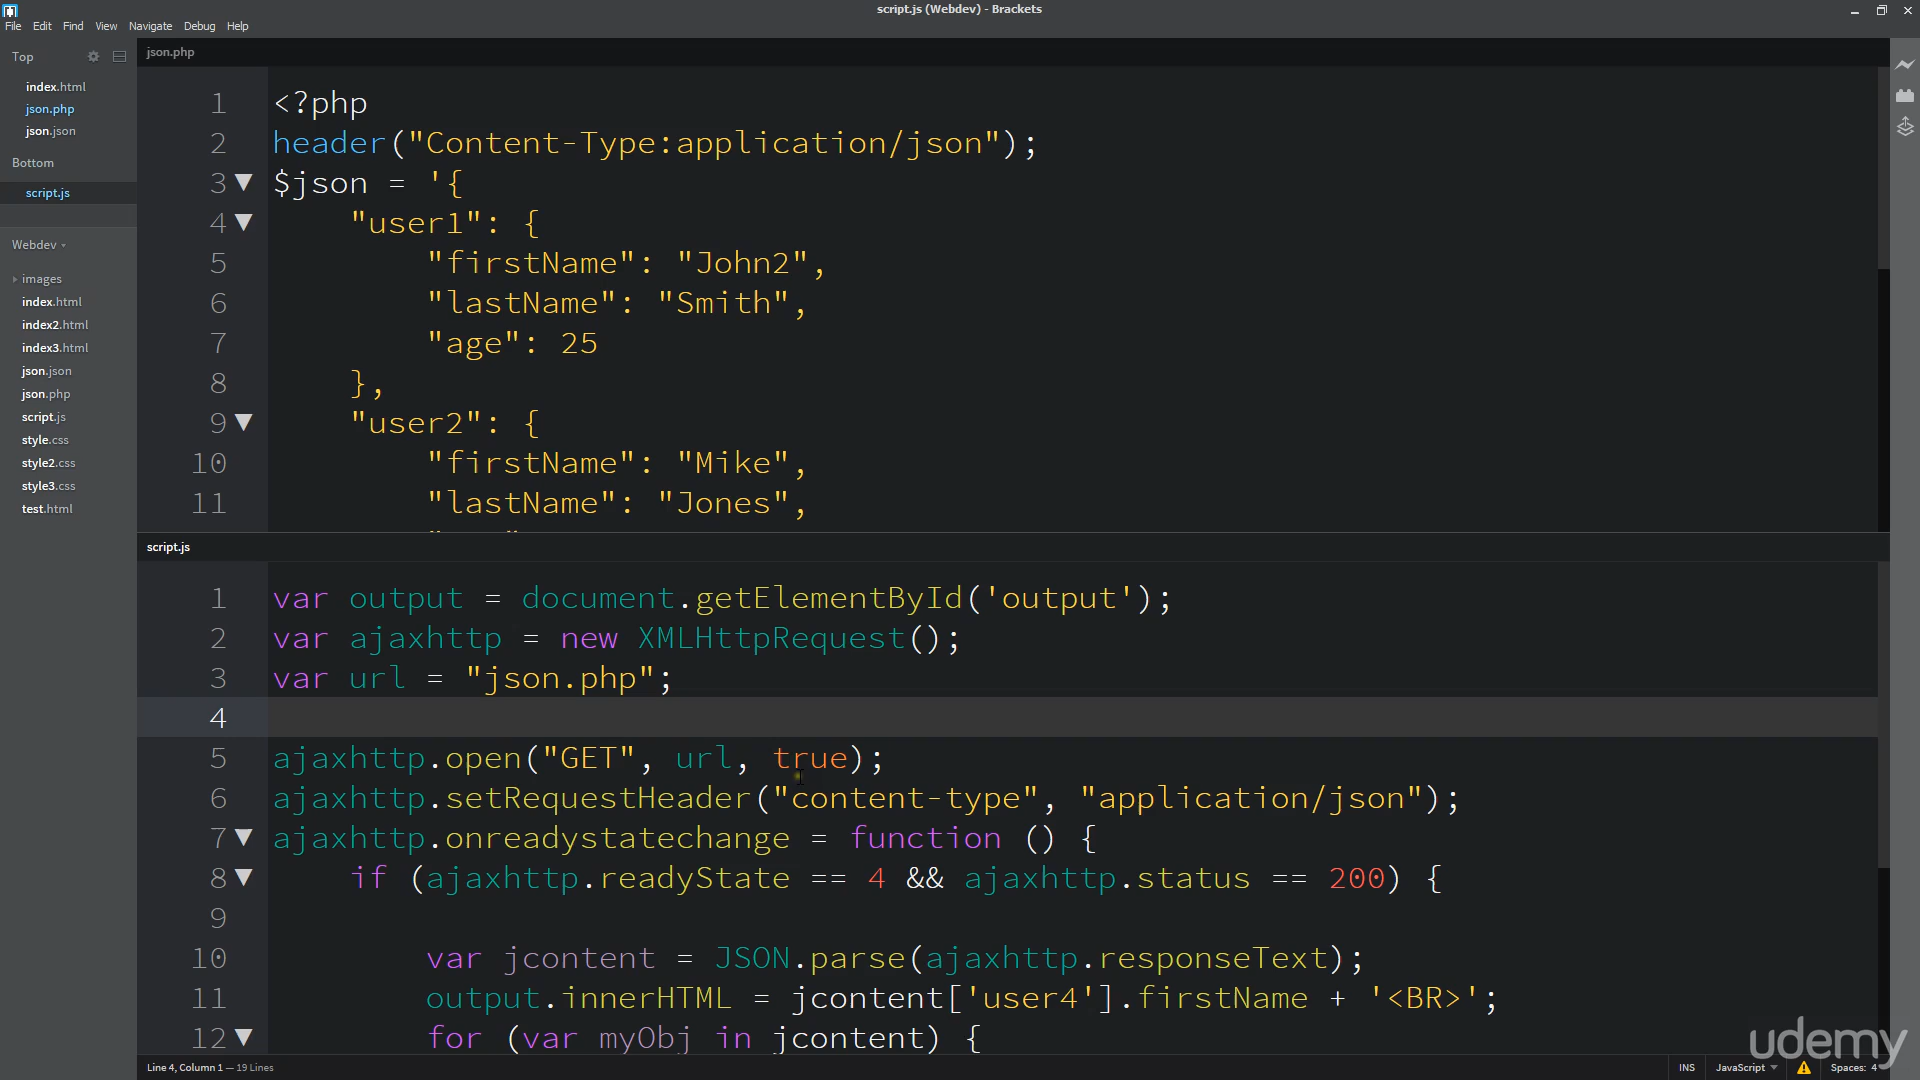 script.js (Webdev) - Brackets
File Edit Find View Navigate Debug Help
Top
index.html
json.php
json.json
Bottom
script.js
Webdev
images
index.html
index2.html
index3.html
json.json
json.php
script.js
style.css
style2.css
style3.css
test.html
json.php
1 <?php
2 header("Content-Type:application/json");
3 $json = '{
4 "user1": {
5 "firstName": "John2",
6 "lastName": "Smith",
7 "age": 25
8 },
9 "user2": {
10 "firstName": "Mike",
11 "lastName": "Jones",
script.js
1 var output = document.getElementById('output');
2 var ajaxhttp = new XMLHttpRequest();
3 var url = "json.php";
4
5 ajaxhttp.open("GET", url, true);
6 ajaxhttp.setRequestHeader("content-type", "application/json");
7 ajaxhttp.onreadystatechange = function () {
8 if (ajaxhttp.readyState == 4 && ajaxhttp.status == 200) {
9
10 var jcontent = JSON.parse(ajaxhttp.responseText);
11 output.innerHTML = jcontent['user4'].firstName + '<BR>';
12 for (var myObj in jcontent) {
udemy
Line 4, Column 1 — 19 Lines
INS JavaScript Spaces: 4